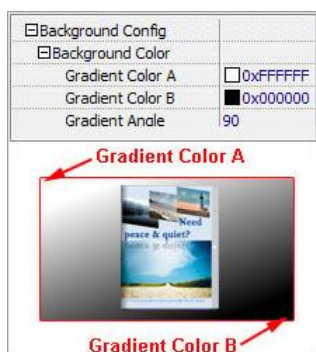 Background Config
Background Color
Gradient Color A 0xFFFFFF
Gradient Color B 0x000000
Gradient Angle 90
Gradient Color A
Need
peace & quiet?
Gradient Color B